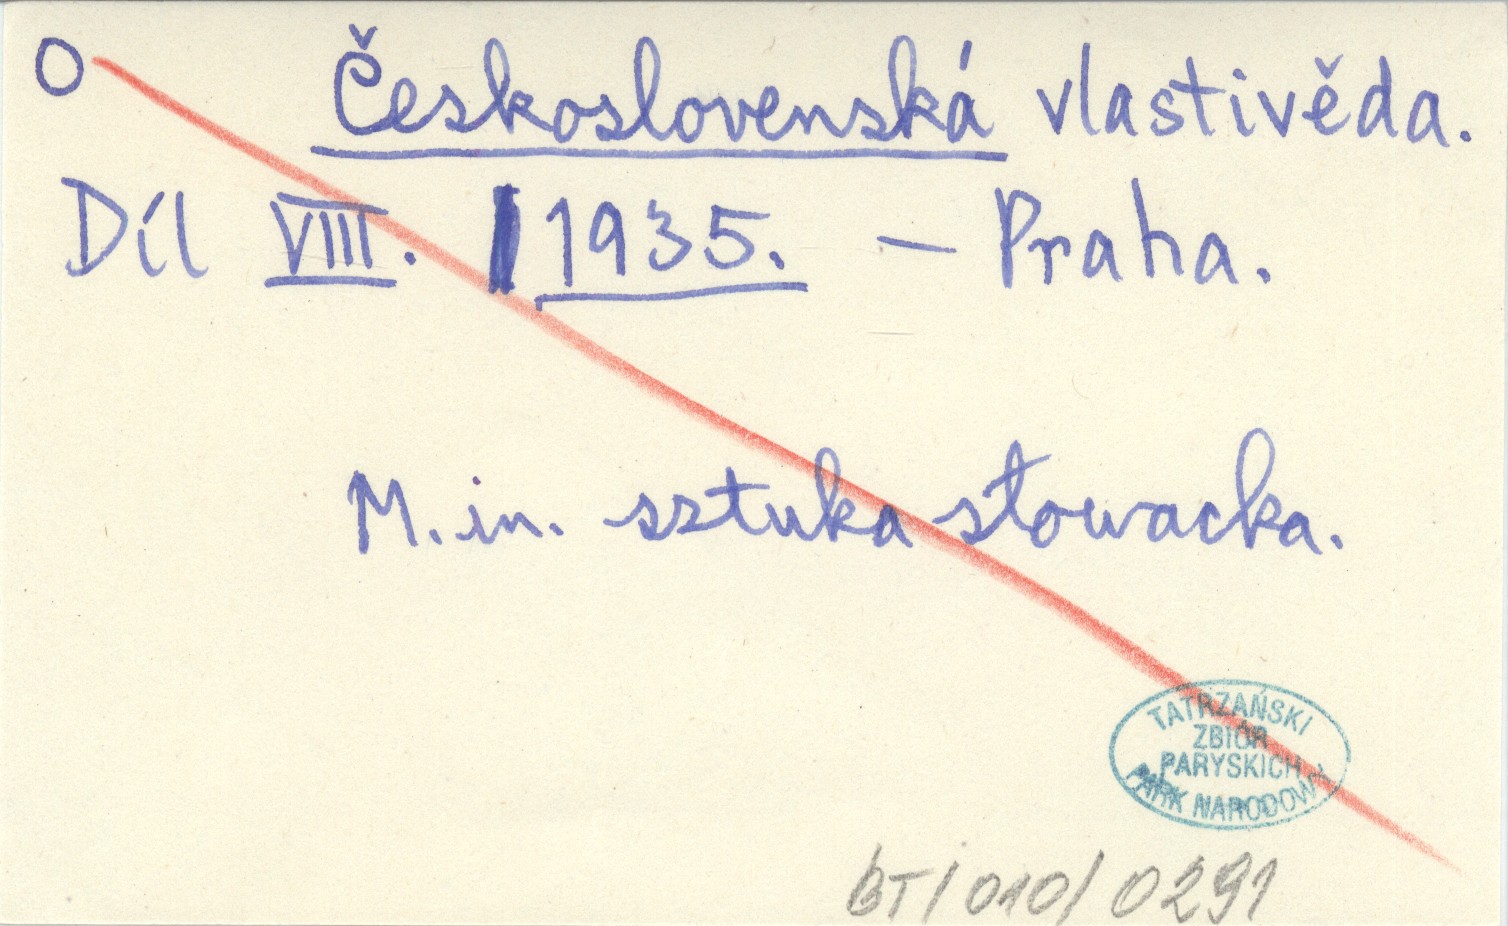 O Československá vlastivěda.
Díl VIII. 1935. — Praha.
M. in. sztuka słowacka.
TATRZAŃSKI
ZBIÓR
PARYSKICH
PARK NARODOWY
BT/010/0291